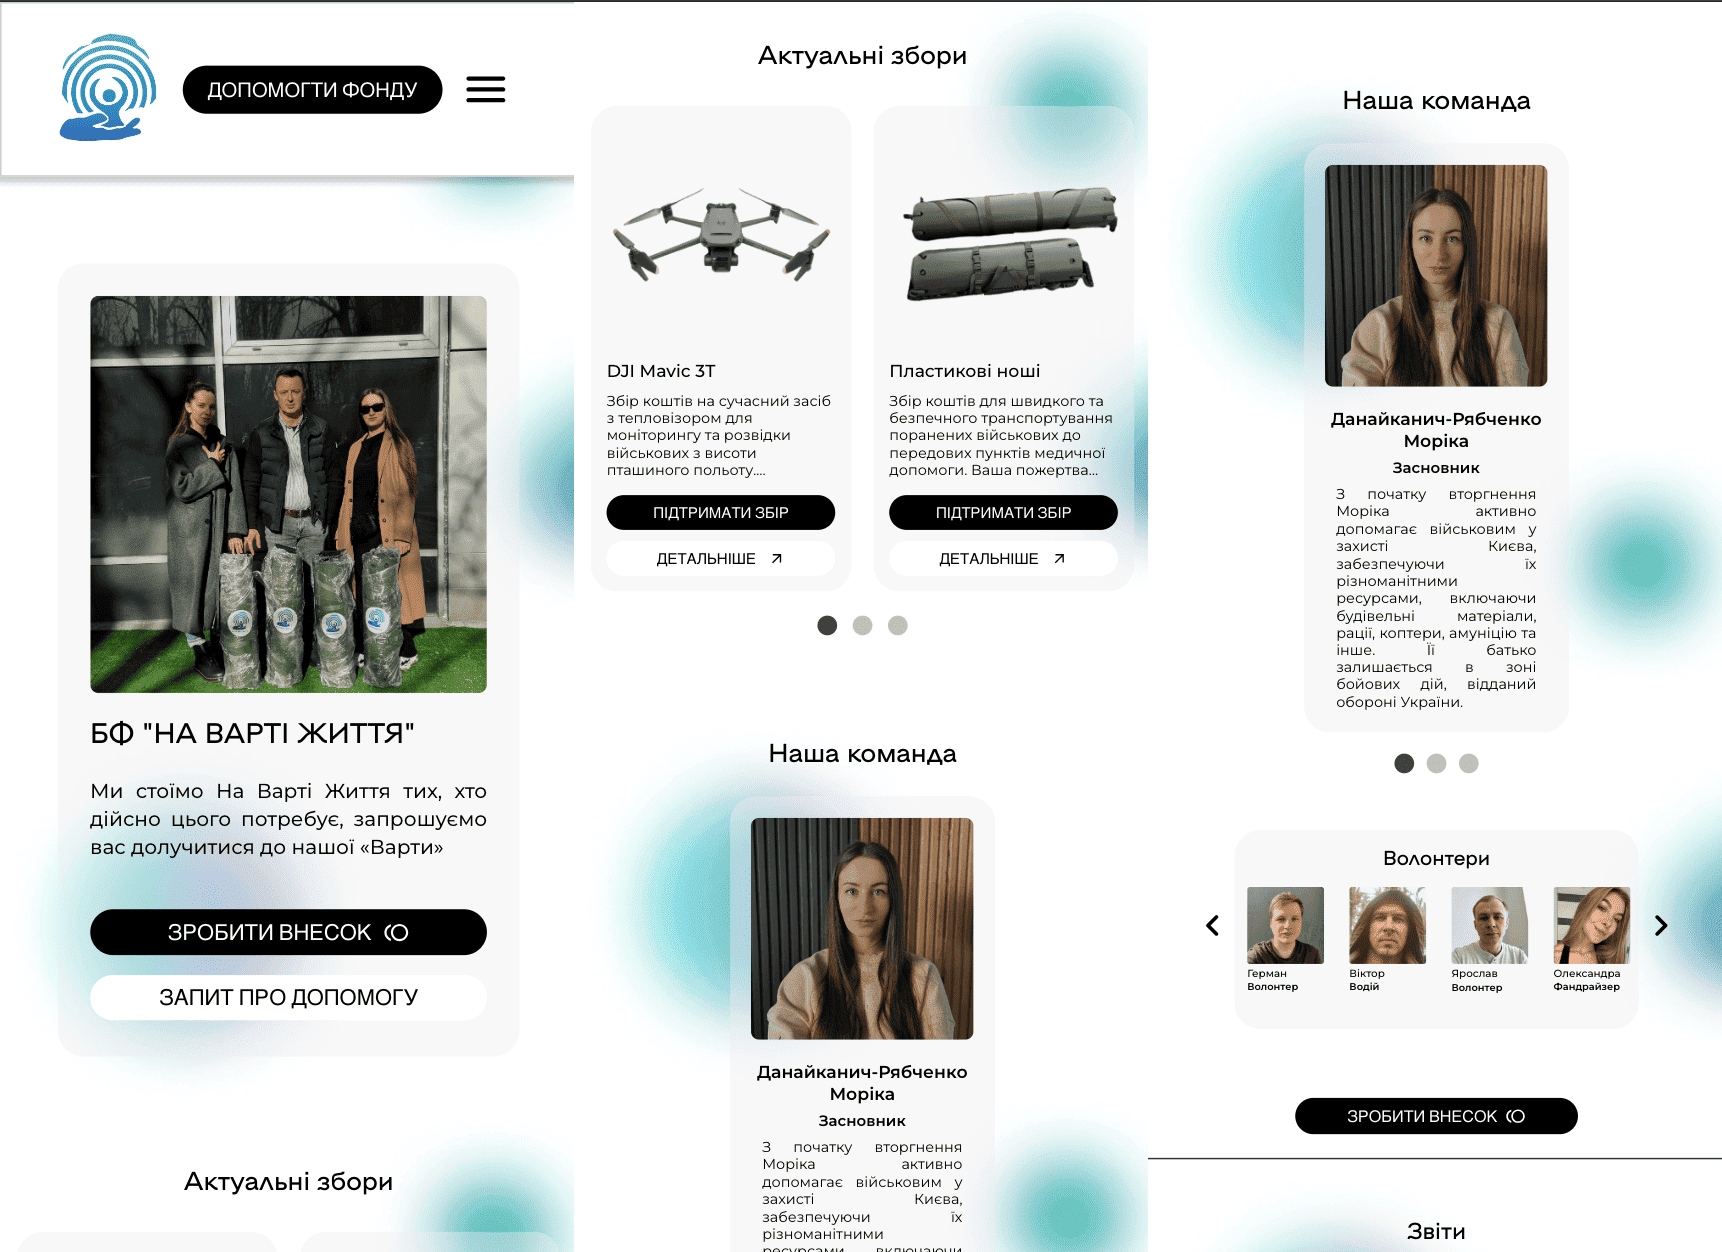 ДОПОМОГТИ ФОНДУ
БФ "НА ВАРТІ ЖИТТЯ"
Ми стоїмо На Варті Життя тих, хто
дійсно цього потребує, запрошуємо
вас долучитися до нашої «Варти»
ЗРОБИТИ ВНЕСОК
ЗАПИТ ПРО ДОПОМОГУ
Актуальні збори
Актуальні збори
DJI Mavic 3T
Збір коштів на сучасний засіб
з тепловізором для
моніторингу та розвідки
військових з висоти
пташиного польоту....
ПІДТРИМАТИ ЗБІР
ДЕТАЛЬНІШЕ
Пластикові ноші
Збір коштів для швидкого та
безпечного транспортування
поранених військових до
передових пунктів медичної
допомоги. Ваша пожертва...
ПІДТРИМАТИ ЗБІР
ДЕТАЛЬНІШЕ
Наша команда
Данайканич-Рябченко
Моріка
Засновник
З початку вторгнення
Моріка активно
допомагає військовим у
захисті Києва,
забезпечуючи їх
різноманітними
ресурсами, включаючи
Наша команда
Данайканич-Рябченко
Моріка
Засновник
З початку вторгнення
Моріка активно
допомагає військовим у
захисті Києва,
забезпечуючи їх
різноманітними
ресурсами, включаючи
будівельні матеріали,
рації, коптери, амуніцію та
інше. Її батько
залишається в зоні
бойових дій, відданий
обороні України.
Волонтери
Герман
Волонтер
Віктор
Водій
Ярослав
Волонтер
Олександра
Фандрайзер
ЗРОБИТИ ВНЕСОК
Звіти